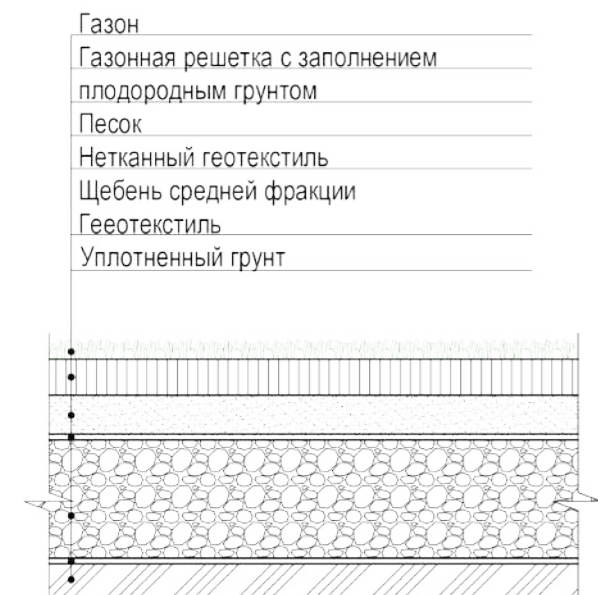 Газон
Газонная решетка с заполнением
плодородным грунтом
Песок
Нетканный геотекстиль
Щебень средней фракции
Гееотекстиль
Уплотненный грунт